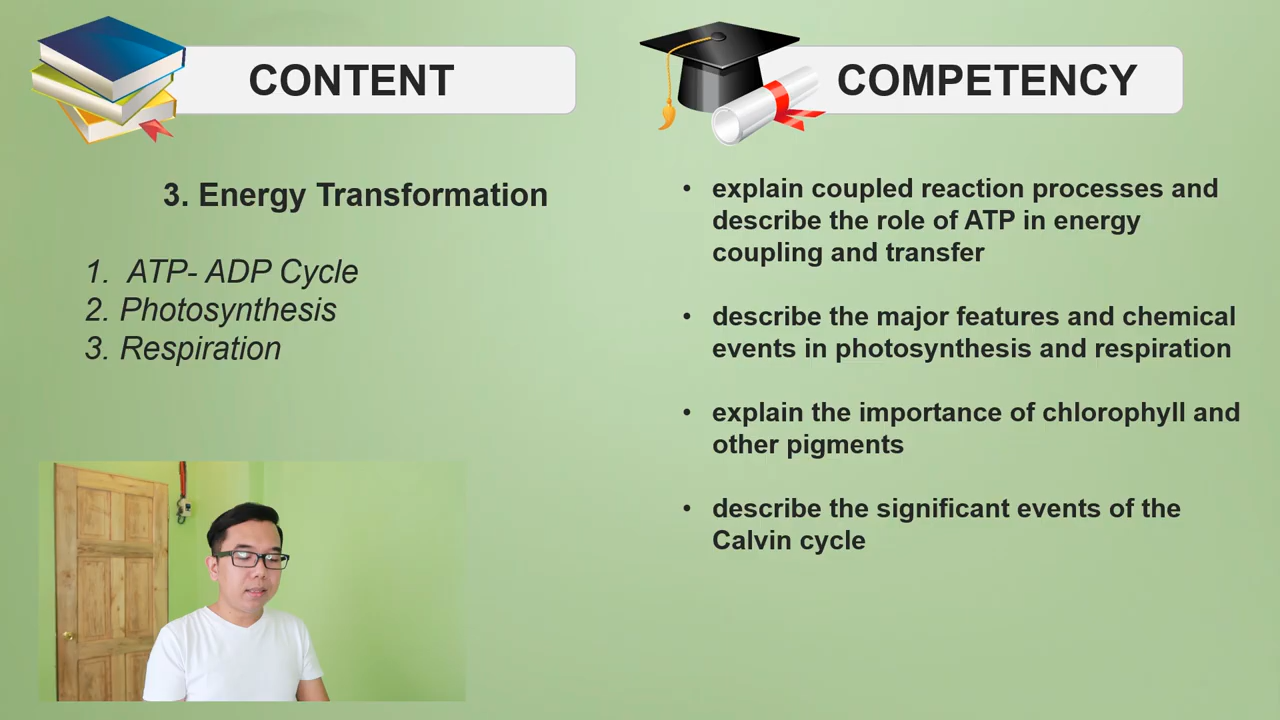 CONTENT
3. Energy Transformation
1. ATP- ADP Cycle
2. Photosynthesis
3. Respiration
COMPETENCY
• explain coupled reaction processes and
describe the role of ATP in energy
coupling and transfer
• describe the major features and chemical
events in photosynthesis and respiration
• explain the importance of chlorophyll and
other pigments
• describe the significant events of the
Calvin cycle